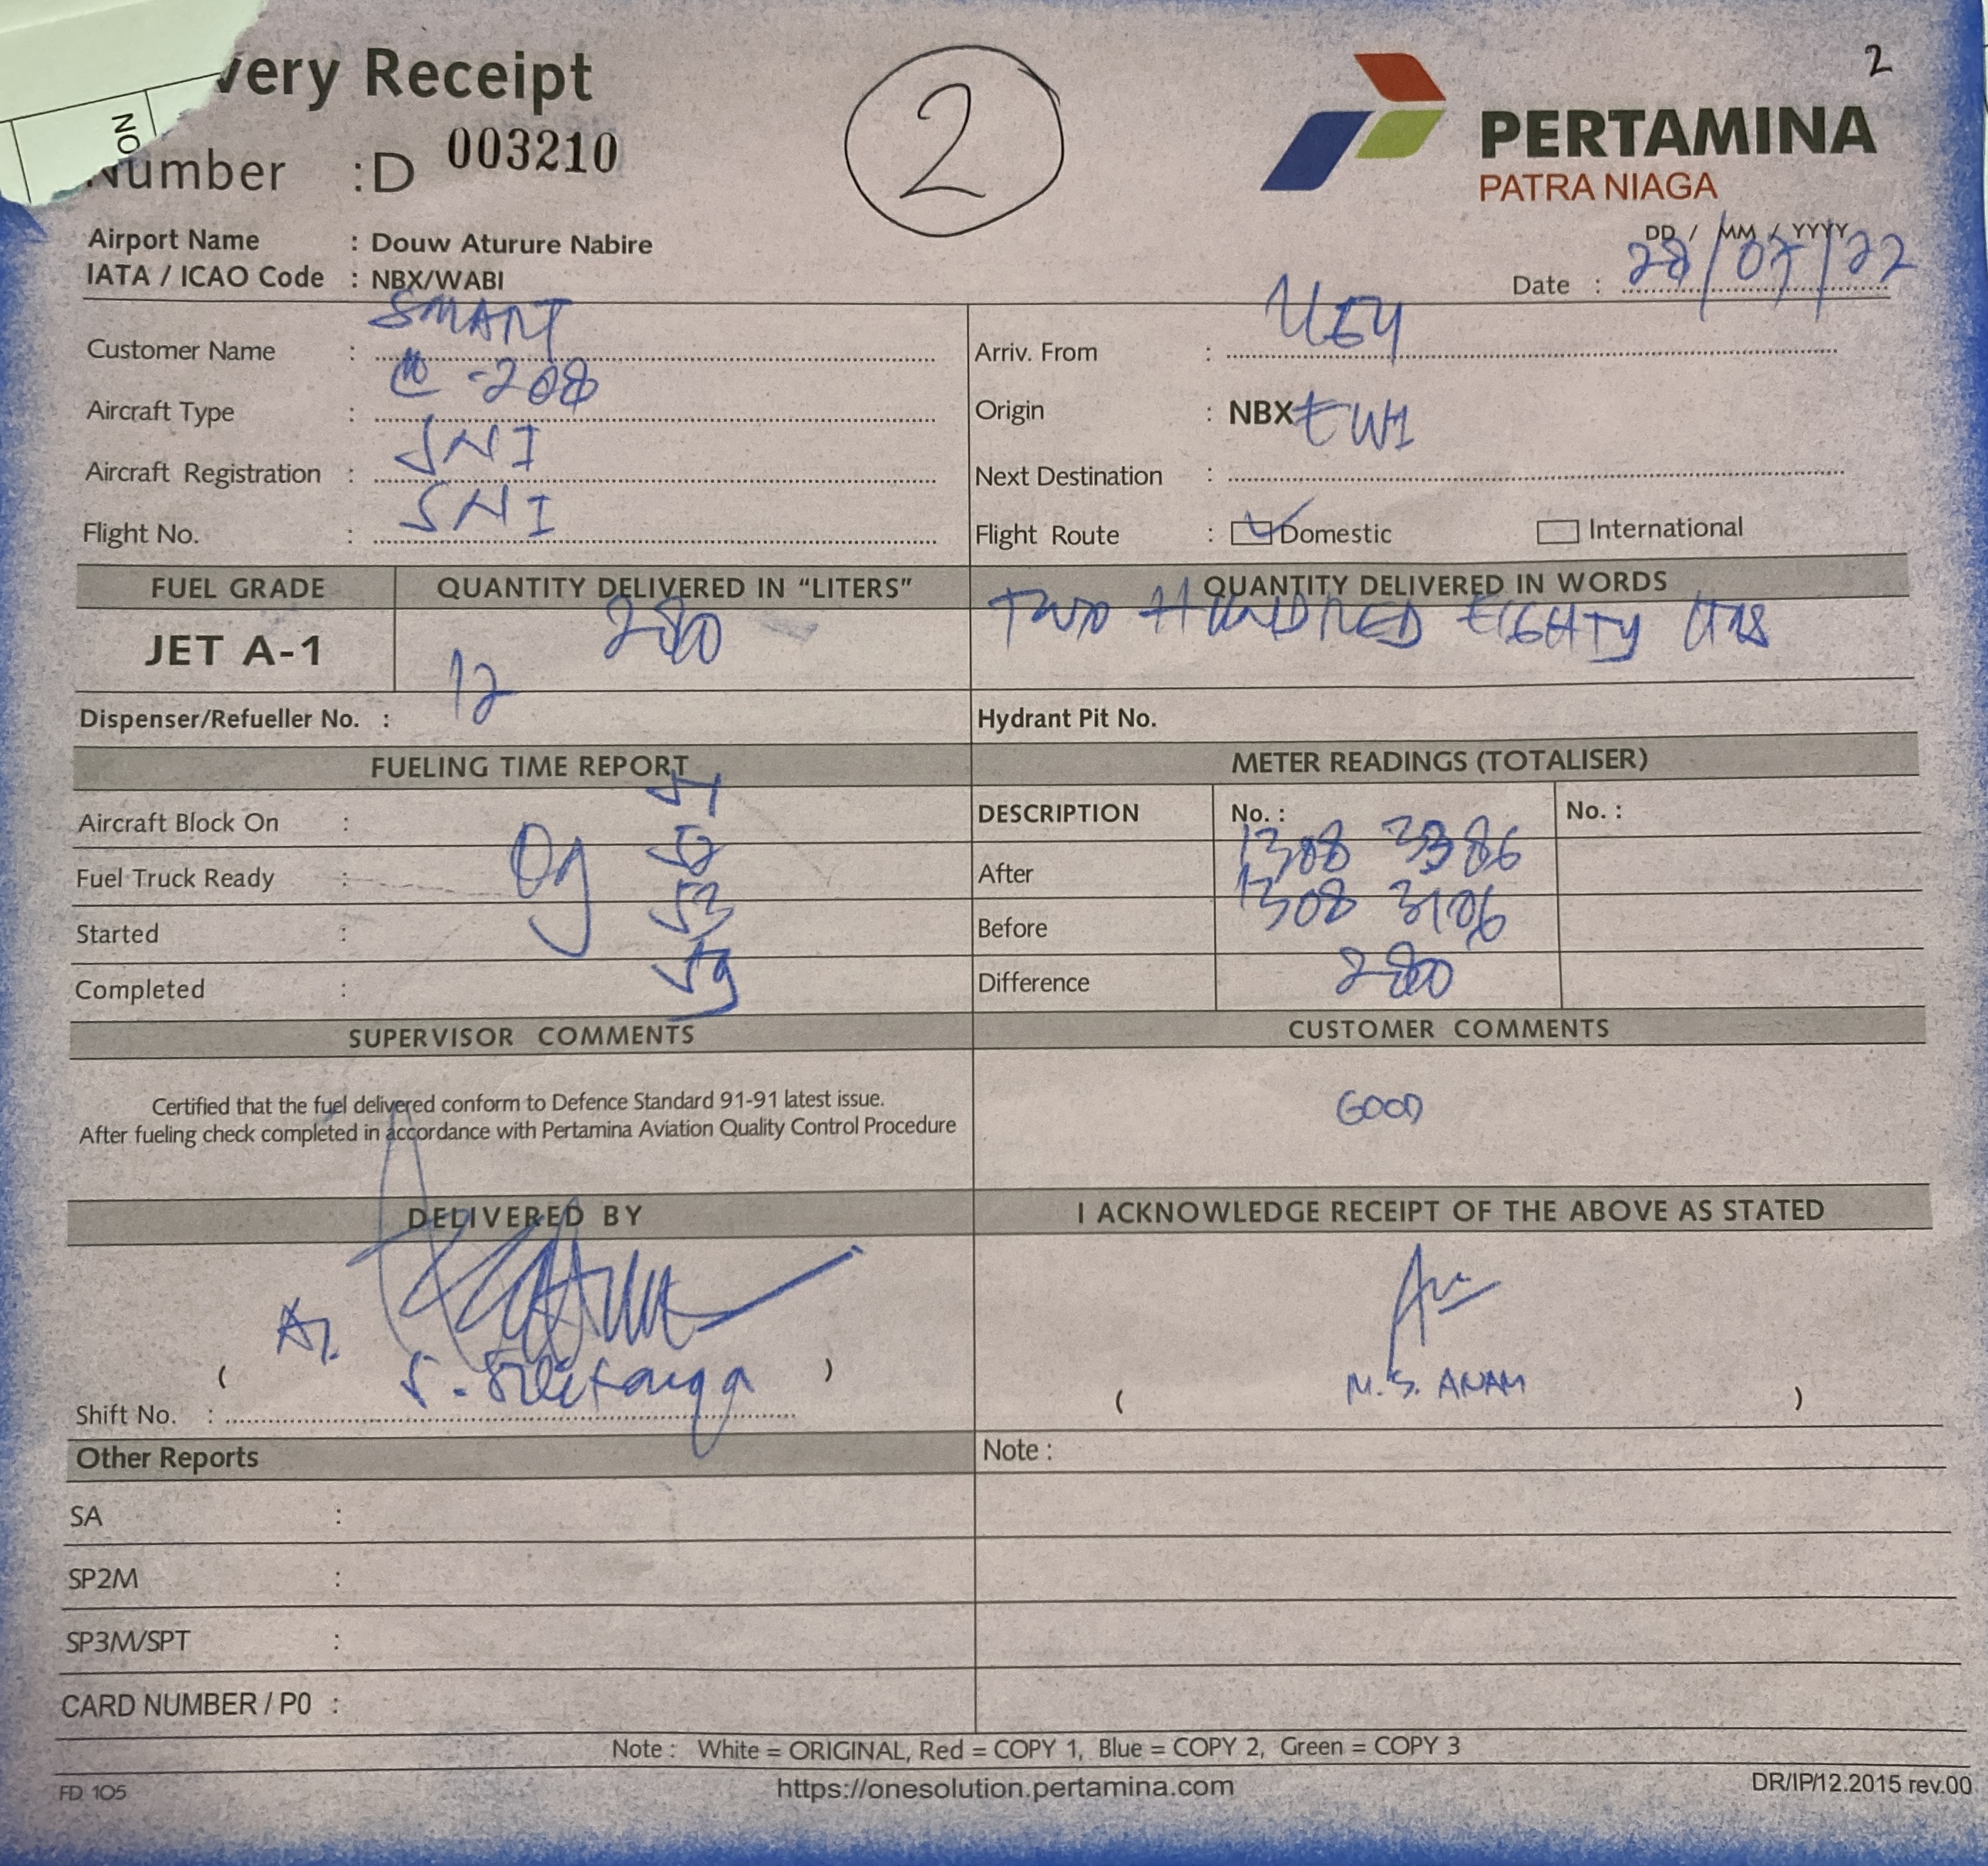 NO
very Receipt
Number :D 003210
2
2
PERTAMINA
PATRA NIAGA
Airport Name : Douw Aturure Nabire
IATA / ICAO Code : NBX/WABI
DD / MM / YYYY
Date : 28/07/22
Customer Name : SMART
Aircraft Type : C -208
Aircraft Registration : SNI
Flight No. : SNI
Arriv. From :
Origin : NBX
Next Destination :
Flight Route : Domestic International
FUEL GRADE QUANTITY DELIVERED IN “LITERS” QUANTITY DELIVERED IN WORDS
JET A-1 280 TWO HUNDRED EIGHTY LTRS
Dispenser/Refueller No. : 12 Hydrant Pit No.
FUELING TIME REPORT
Aircraft Block On : 51
Fuel Truck Ready : 09 52
Started : 53
Completed : 59
METER READINGS (TOTALISER)
DESCRIPTION No. : No. :
After 1308 3386
Before 1308 3106
Difference 280
SUPERVISOR COMMENTS
Certified that the fuel delivered conform to Defence Standard 91-91 latest issue.
After fueling check completed in accordance with Pertamina Aviation Quality Control Procedure
CUSTOMER COMMENTS
GOOD
DELIVERED BY
( )
Shift No. :
I ACKNOWLEDGE RECEIPT OF THE ABOVE AS STATED
( M.S. ANAM )
Other Reports
SA :
SP2M :
SP3M/SPT :
CARD NUMBER / P0 :
Note :
Note : White = ORIGINAL, Red = COPY 1, Blue = COPY 2, Green = COPY 3
FD 105 https://onesolution.pertamina.com DR/IP/12.2015 rev.00